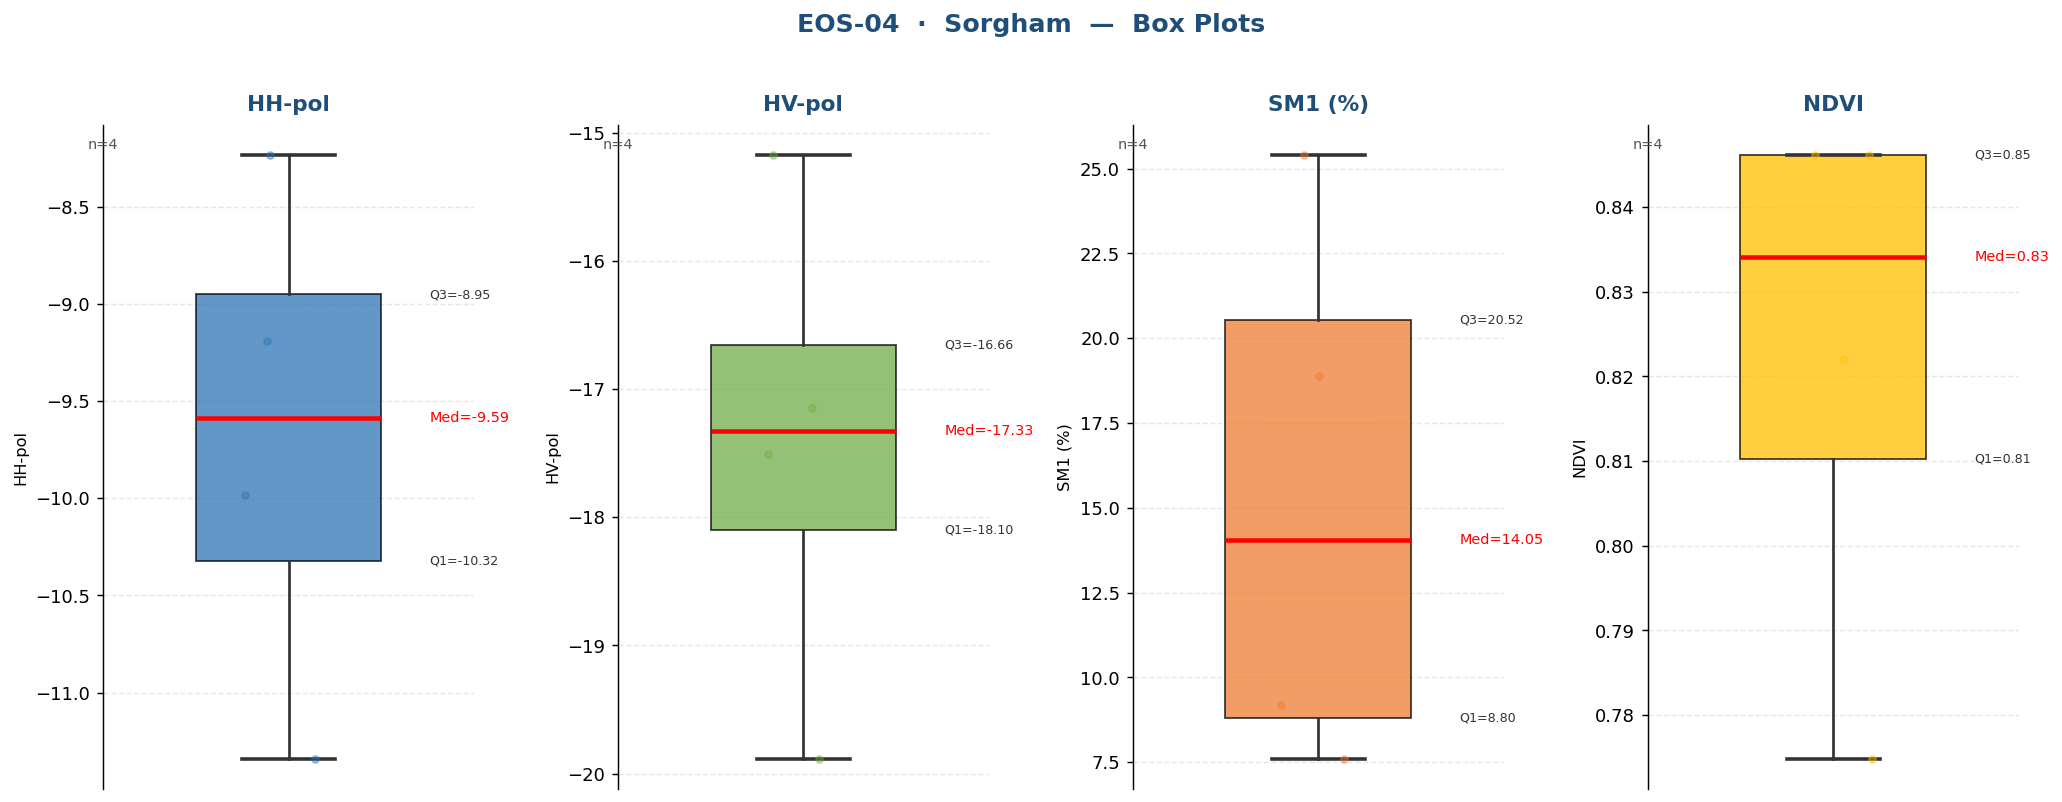 EOS-04 · Sorgham — Box Plots
HH-pol
n=4
−8.5
−9.0
−9.5
−10.0
−10.5
−11.0
HH-pol
Q3=-8.95
Med=-9.59
Q1=-10.32
HV-pol
n=4
−15
−16
−17
−18
−19
−20
HV-pol
Q3=-16.66
Med=-17.33
Q1=-18.10
SM1 (%)
n=4
25.0
22.5
20.0
17.5
15.0
12.5
10.0
7.5
SM1 (%)
Q3=20.52
Med=14.05
Q1=8.80
NDVI
n=4
0.84
0.83
0.82
0.81
0.80
0.79
0.78
NDVI
Q3=0.85
Med=0.83
Q1=0.81